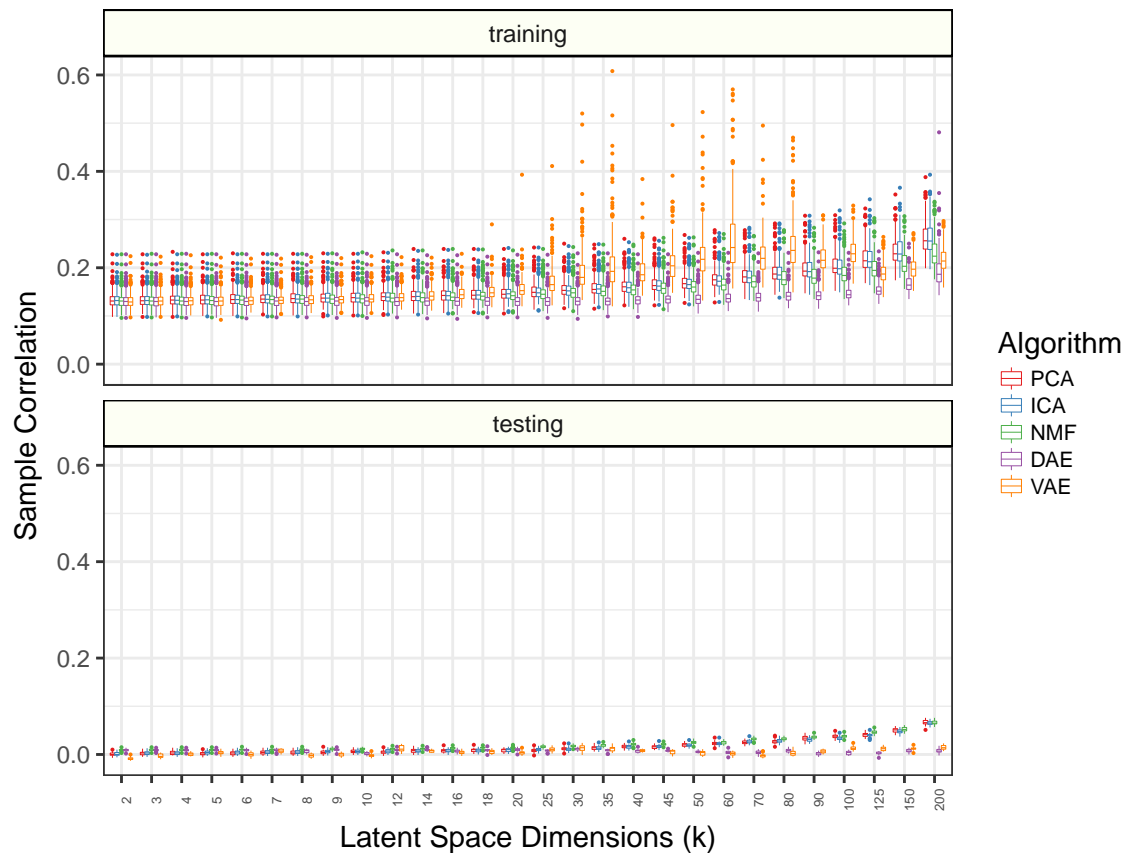 training
0.6
0.4
0.2
0.0
testing
0.6
0.4
0.2
0.0
Sample Correlation
2 3 4 5 6 7 8 9 10 12 14 16 18 20 25 30 35 40 45 50 60 70 80 90 100 125 150 200
Latent Space Dimensions (k)
Algorithm
PCA
ICA
NMF
DAE
VAE